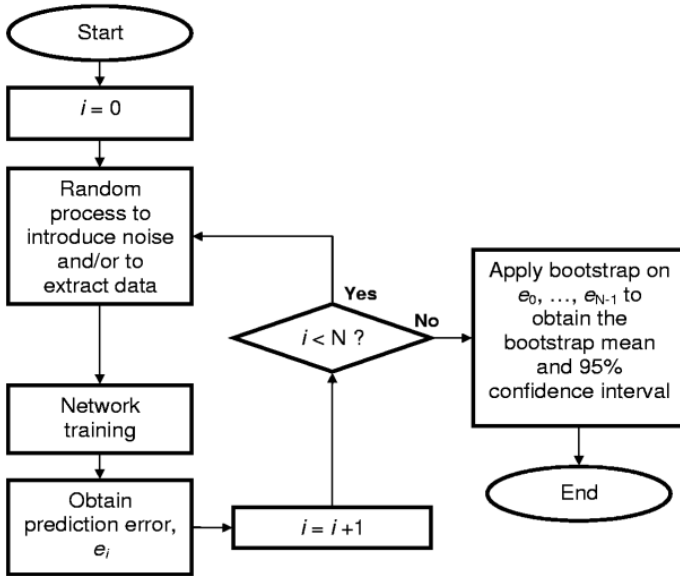 Start
i = 0
Random
process to
introduce noise
and/or to
extract data
Network
training
Obtain
prediction error,
eᵢ
i = i +1
i < N ?
Yes
No
Apply bootstrap on
e₀, …, e_N-1 to
obtain the
bootstrap mean
and 95%
confidence interval
End